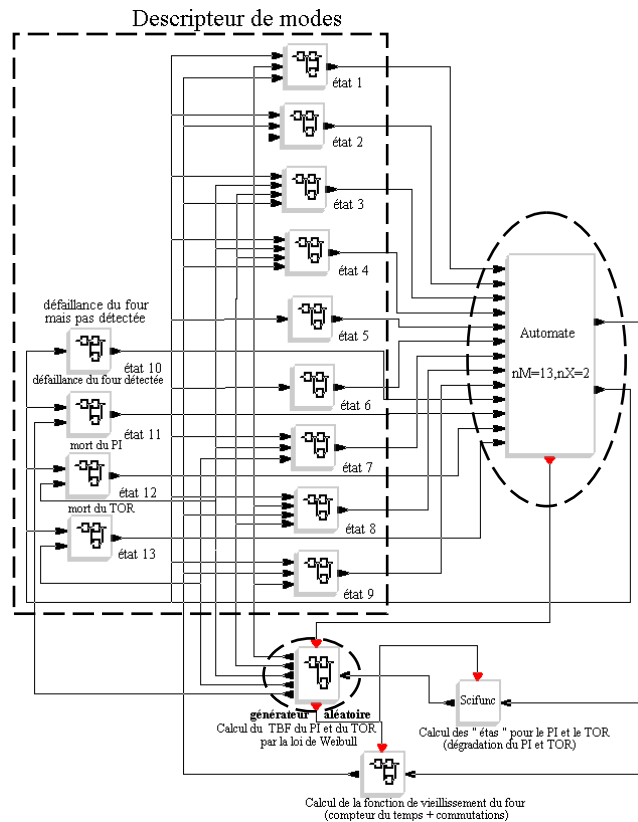 Descripteur de modes
état 1
état 2
état 3
état 4
état 5
état 6
état 7
état 8
état 9
défaillance du four
mais pas détectée
état 10
défaillance du four détectée
état 11
mort du PI
état 12
mort du TOR
état 13
Automate
nM=13,nX=2
générateur aléatoire
Calcul du TBF du PI et du TOR
par la loi de Weibull
Scifunc
Calcul des " étas " pour le PI et le TOR
(dégradation du PI et TOR)
Calcul de la fonction de vieillissement du four
(compteur du temps + commutations)